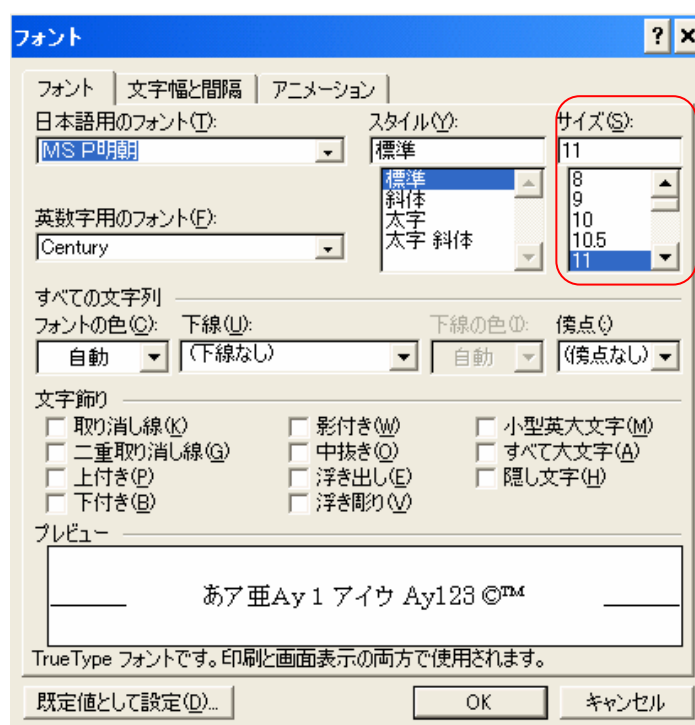 フォント
フォント 文字幅と間隔 アニメーション
日本語用のフォント(T): スタイル(Y): サイズ(S):
MS P明朝 標準 11
標準 8
斜体 9
太字 10
太字 斜体 10.5
11
英数字用のフォント(F):
Century
すべての文字列
フォントの色(C): 下線(U): 下線の色(I): 傍点(·)
自動 (下線なし) 自動 (傍点なし)
文字飾り
取り消し線(K) 影付き(W) 小型英大文字(M)
二重取り消し線(G) 中抜き(O) すべて大文字(A)
上付き(P) 浮き出し(E) 隠し文字(H)
下付き(B) 浮き彫り(V)
プレビュー
あア亜Ay 1 アイウ Ay123 ©™
TrueType フォントです。印刷と画面表示の両方で使用されます。
既定値として設定(D)... OK キャンセル